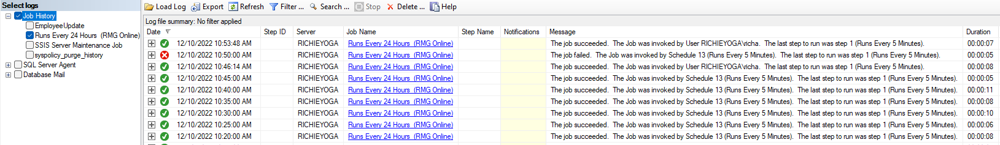 Select logs
Job History
EmployeeUpdate
Runs Every 24 Hours (RMG Online)
SSIS Server Maintenance Job
syspolicy_purge_history
SQL Server Agent
Database Mail
Load Log Export Refresh Filter ... Search ... Stop Delete ... Help
Log file summary: No filter applied
Date Step ID Server Job Name Step Name Notifications Message Duration
12/10/2022 10:53:48 AM RICHIEYOGA Runs Every 24 Hours (RMG Online) The job succeeded. The Job was invoked by User RICHIEYOGA\richa. The last step to run was step 1 (Runs Every 5 Minutes). 00:00:07
12/10/2022 10:50:00 AM RICHIEYOGA Runs Every 24 Hours (RMG Online) The job failed. The Job was invoked by Schedule 13 (Runs Every 5 Minutes). The last step to run was step 1 (Runs Every 5 Minutes). 00:00:05
12/10/2022 10:46:14 AM RICHIEYOGA Runs Every 24 Hours (RMG Online) The job succeeded. The Job was invoked by User RICHIEYOGA\richa. The last step to run was step 1 (Runs Every 5 Minutes). 00:00:08
12/10/2022 10:45:00 AM RICHIEYOGA Runs Every 24 Hours (RMG Online) The job succeeded. The Job was invoked by Schedule 13 (Runs Every 5 Minutes). The last step to run was step 1 (Runs Every 5 Minutes). 00:00:05
12/10/2022 10:40:00 AM RICHIEYOGA Runs Every 24 Hours (RMG Online) The job succeeded. The Job was invoked by Schedule 13 (Runs Every 5 Minutes). The last step to run was step 1 (Runs Every 5 Minutes). 00:00:11
12/10/2022 10:35:00 AM RICHIEYOGA Runs Every 24 Hours (RMG Online) The job succeeded. The Job was invoked by Schedule 13 (Runs Every 5 Minutes). The last step to run was step 1 (Runs Every 5 Minutes). 00:00:08
12/10/2022 10:30:00 AM RICHIEYOGA Runs Every 24 Hours (RMG Online) The job succeeded. The Job was invoked by Schedule 13 (Runs Every 5 Minutes). The last step to run was step 1 (Runs Every 5 Minutes). 00:00:10
12/10/2022 10:25:00 AM RICHIEYOGA Runs Every 24 Hours (RMG Online) The job succeeded. The Job was invoked by Schedule 13 (Runs Every 5 Minutes). The last step to run was step 1 (Runs Every 5 Minutes). 00:00:06
12/10/2022 10:20:00 AM RICHIEYOGA Runs Every 24 Hours (RMG Online) The job succeeded. The Job was invoked by Schedule 13 (Runs Every 5 Minutes). The last step to run was step 1 (Runs Every 5 Minutes). 00:00:08